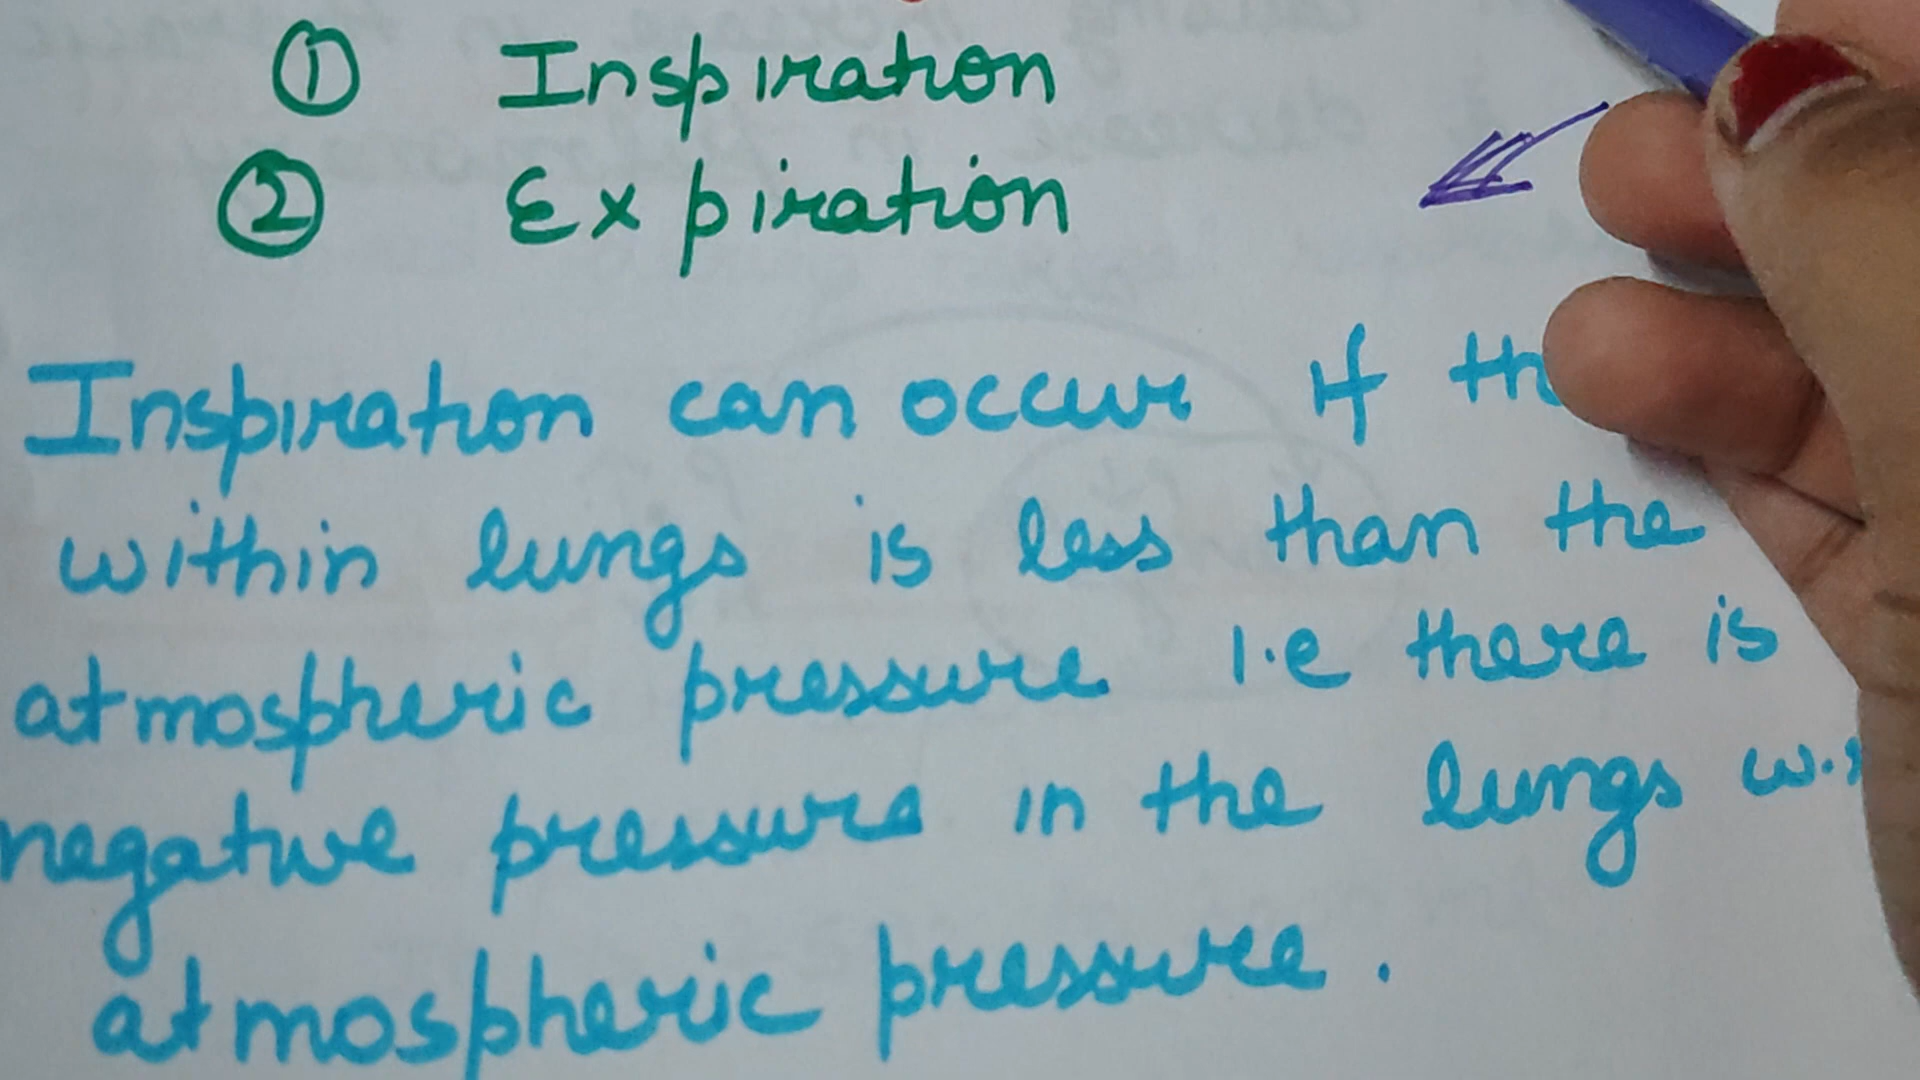 ① Inspiration
② Expiration
Inspiration can occur if
within lungs is less than the
atmospheric pressure i.e there is
negative pressure in the lungs
atmospheric pressure.